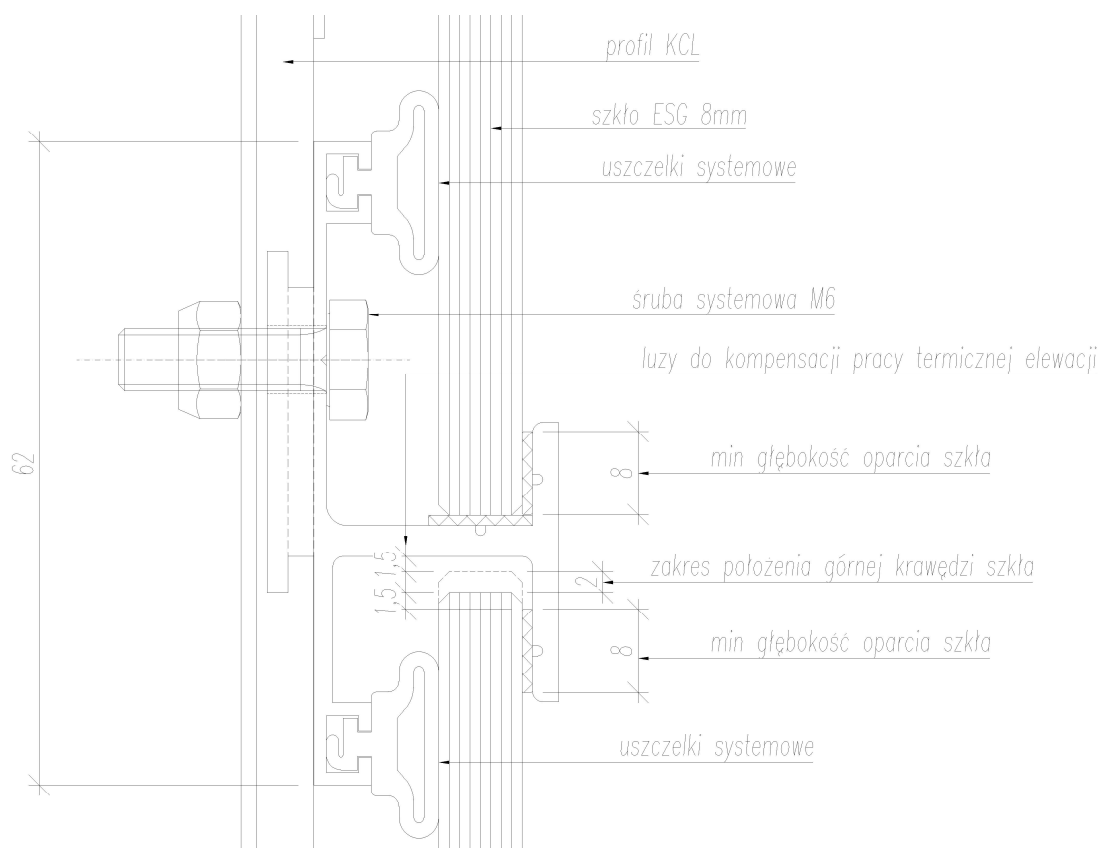 profil KCL
szkło ESG 8mm
uszczelki systemowe
śruba systemowa M6
luzy do kompensacji pracy termicznej elewacji
62
8
min głębokość oparcia szkła
1,5
1,5
2
zakres położenia górnej krawędzi szkła
8
min głębokość oparcia szkła
uszczelki systemowe